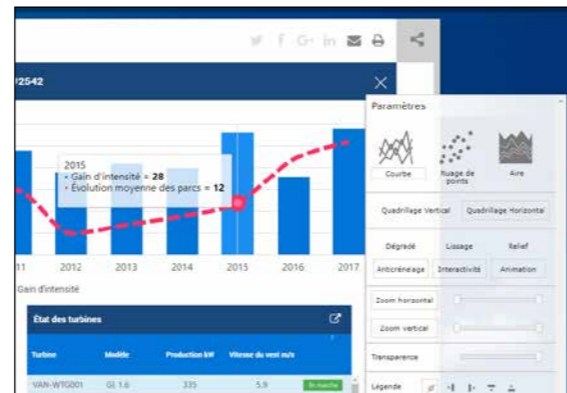 2542
Paramètres
2015
• Gain d'intensité = 28
• Évolution moyenne des parcs = 12
Courbe
Nuage de points
Aire
Quadrillage Vertical
Quadrillage Horizontal
Dégradé
Lissage
Relief
11 2012 2013 2014 2015 2016 2017
Anticrénelage
Interactivité
Animation
Gain d'intensité
Zoom horizontal
État des turbines
Zoom vertical
Turbine Modèle Production kW Vitesse du vent m/s
Transparence
VAN-WTG001 GE 1.6 335 5.9 En marche
Légende